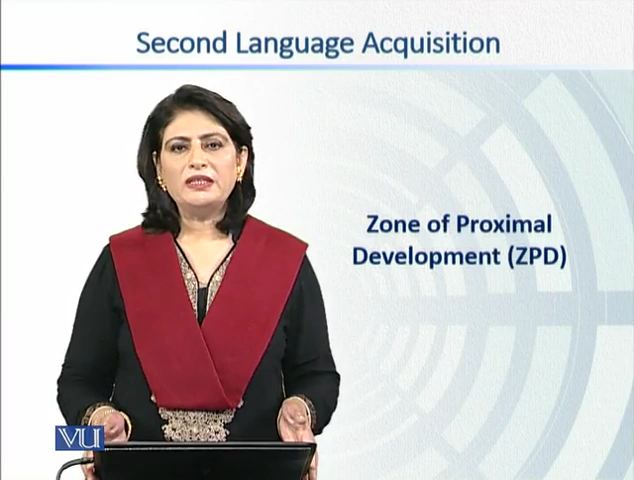 Second Language Acquisition
Zone of Proximal
Development (ZPD)
VU